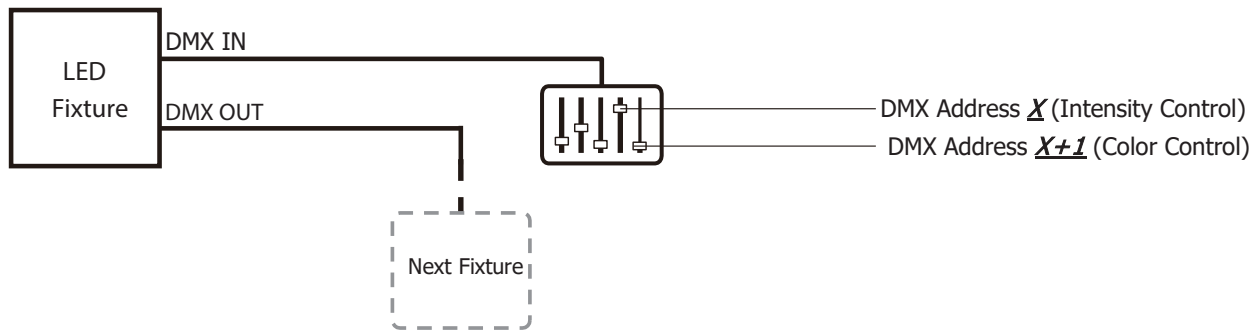 LED
Fixture
DMX IN
DMX OUT
DMX Address X (Intensity Control)
DMX Address X+1 (Color Control)
Next Fixture